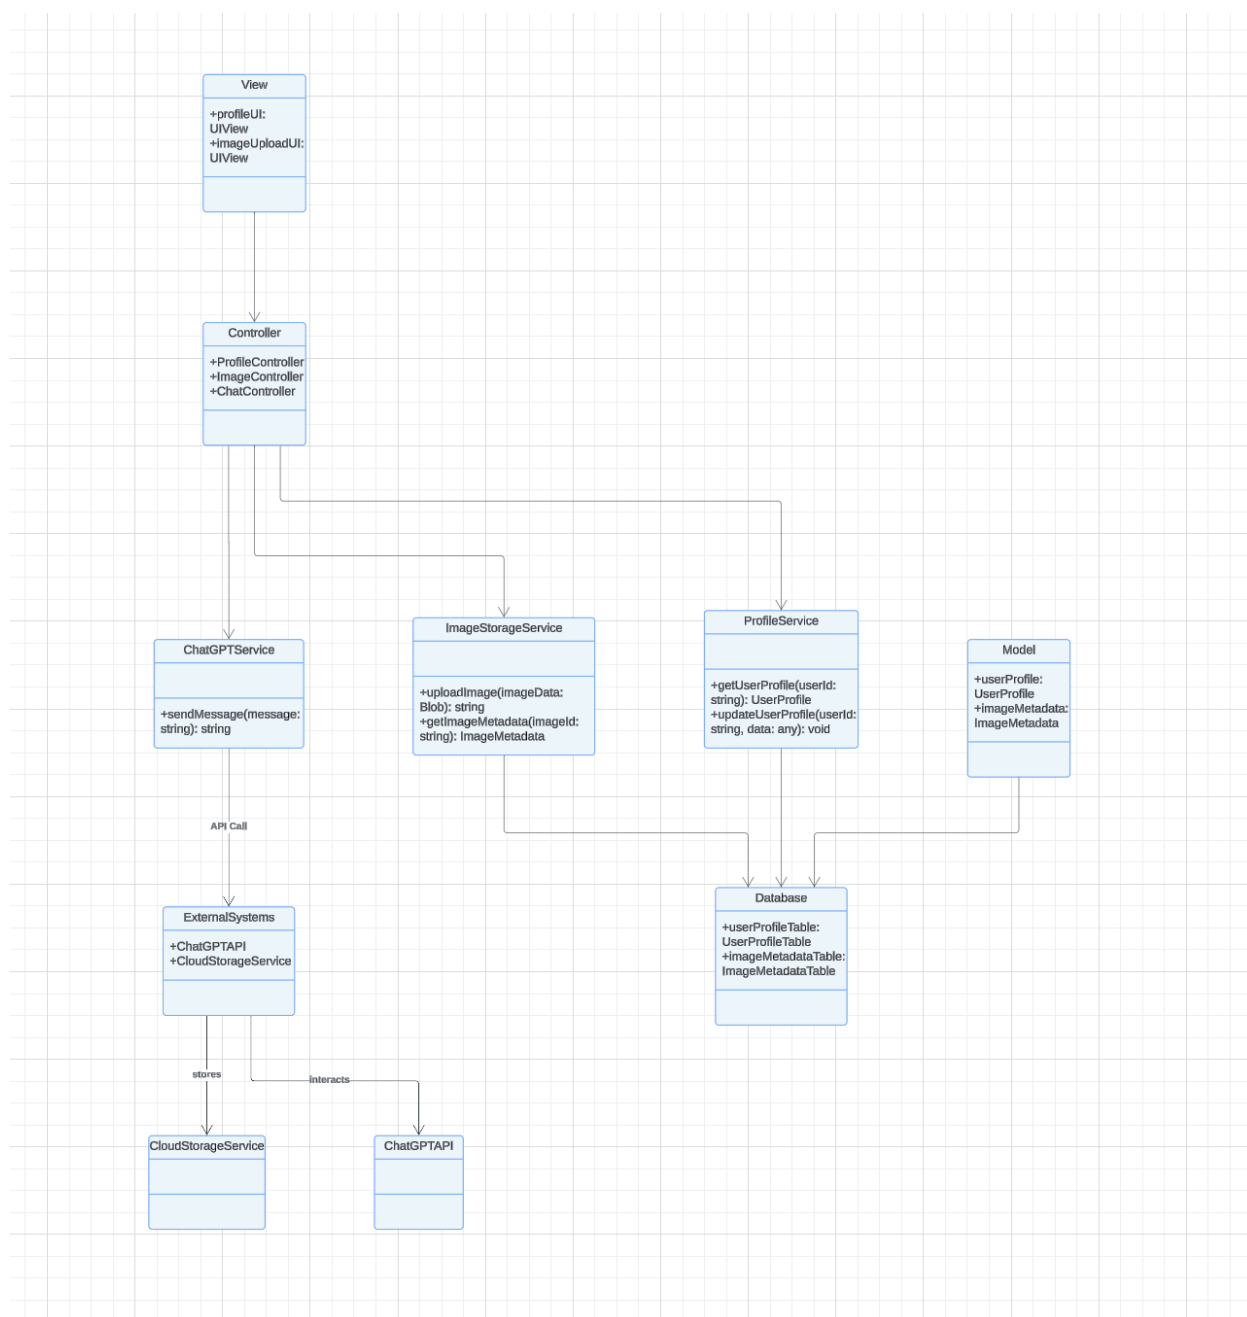 View
+profileUI:
UIView
+imageUploadUI:
UIView
Controller
+ProfileController
+ImageController
+ChatController
ChatGPTService
+sendMessage(message:
string): string
ImageStorageService
+uploadImage(imageData:
Blob): string
+getImageMetadata(imageId:
string): ImageMetadata
ProfileService
+getUserProfile(userId:
string): UserProfile
+updateUserProfile(userId:
string, data: any): void
Model
+userProfile:
UserProfile
+imageMetadata:
ImageMetadata
API Call
ExternalSystems
+ChatGPTAPI
+CloudStorageService
Database
+userProfileTable:
UserProfileTable
+imageMetadataTable:
ImageMetadataTable
stores
interacts
CloudStorageService
ChatGPTAPI